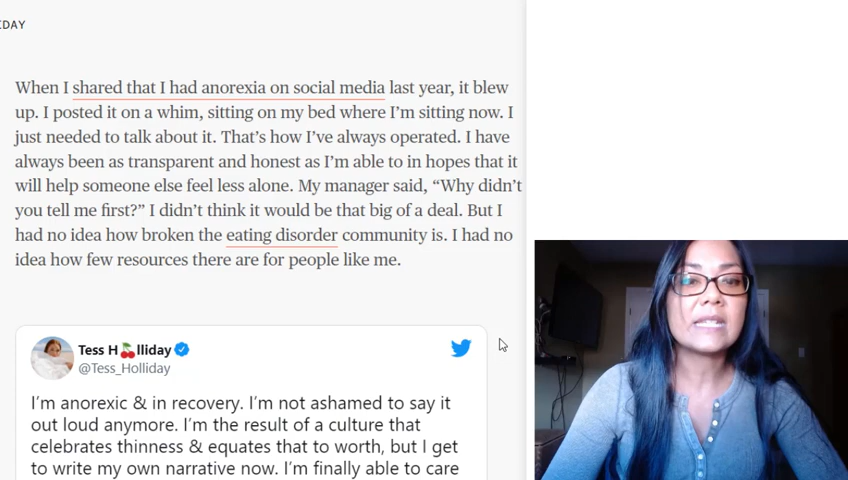 IDAY
When I shared that I had anorexia on social media last year, it blew
up. I posted it on a whim, sitting on my bed where I’m sitting now. I
just needed to talk about it. That’s how I’ve always operated. I have
always been as transparent and honest as I’m able to in hopes that it
will help someone else feel less alone. My manager said, “Why didn’t
you tell me first?” I didn’t think it would be that big of a deal. But I
had no idea how broken the eating disorder community is. I had no
idea how few resources there are for people like me.
Tess H🍒lliday
@Tess_Holliday
I’m anorexic & in recovery. I’m not ashamed to say it
out loud anymore. I’m the result of a culture that
celebrates thinness & equates that to worth, but I get
to write my own narrative now. I’m finally able to care